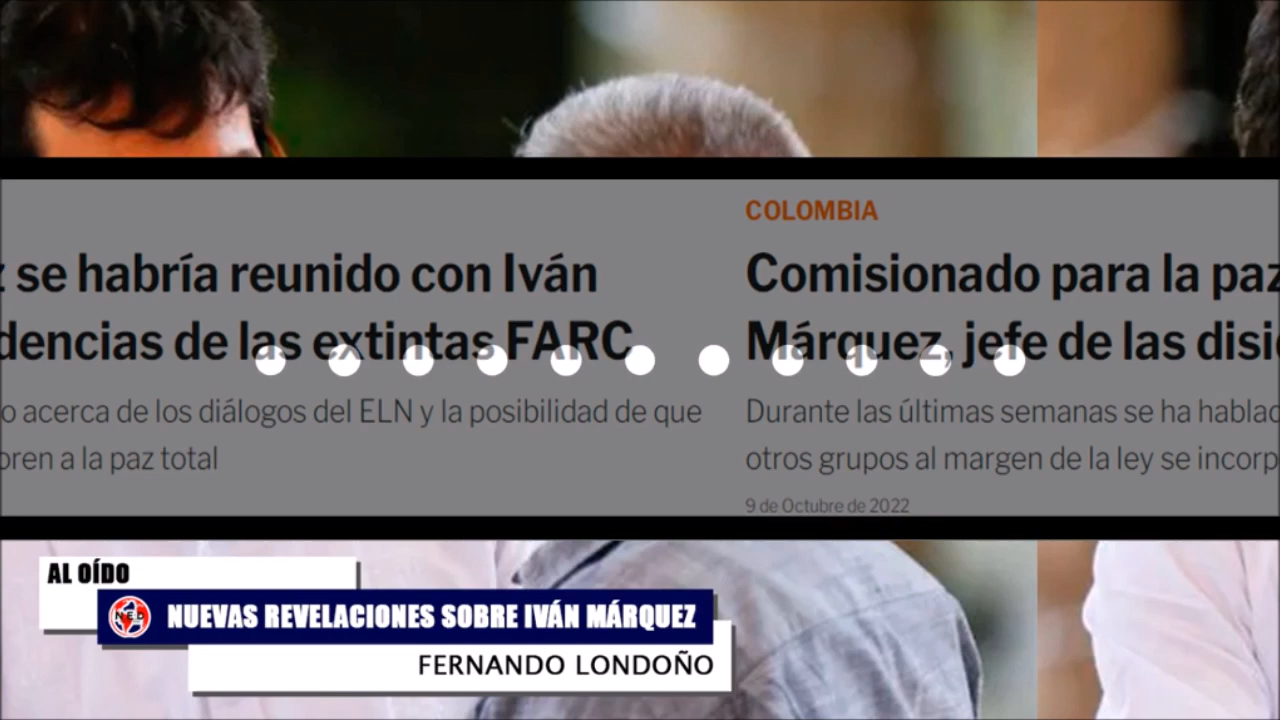 COLOMBIA
se habría reunido con Iván
dencias de las extintas FARC
Comisionado para la paz
Márquez, jefe de las disi
o acerca de los diálogos del ELN y la posibilidad de que
oren a la paz total
Durante las últimas semanas se ha hablad
otros grupos al margen de la ley se incorp
9 de Octubre de 2022
AL OÍDO
NUEVAS REVELACIONES SOBRE IVÁN MÁRQUEZ
FERNANDO LONDOÑO